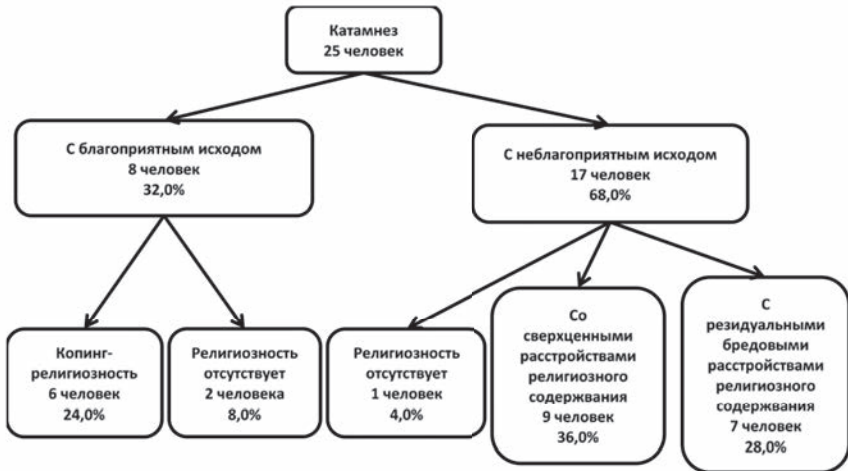 Катамнез
25 человек
С благоприятным исходом
8 человек
32,0%
С неблагоприятным исходом
17 человек
68,0%
Копинг-
религиозность
6 человек
24,0%
Религиозность
отсутствует
2 человека
8,0%
Религиозность
отсутствует
1 человек
4,0%
Со
сверхценными
расстройствами
религиозного
содержвания
9 человек
36,0%
С
резидуальными
бредовыми
расстройствами
религиозного
содержвания
7 человек
28,0%